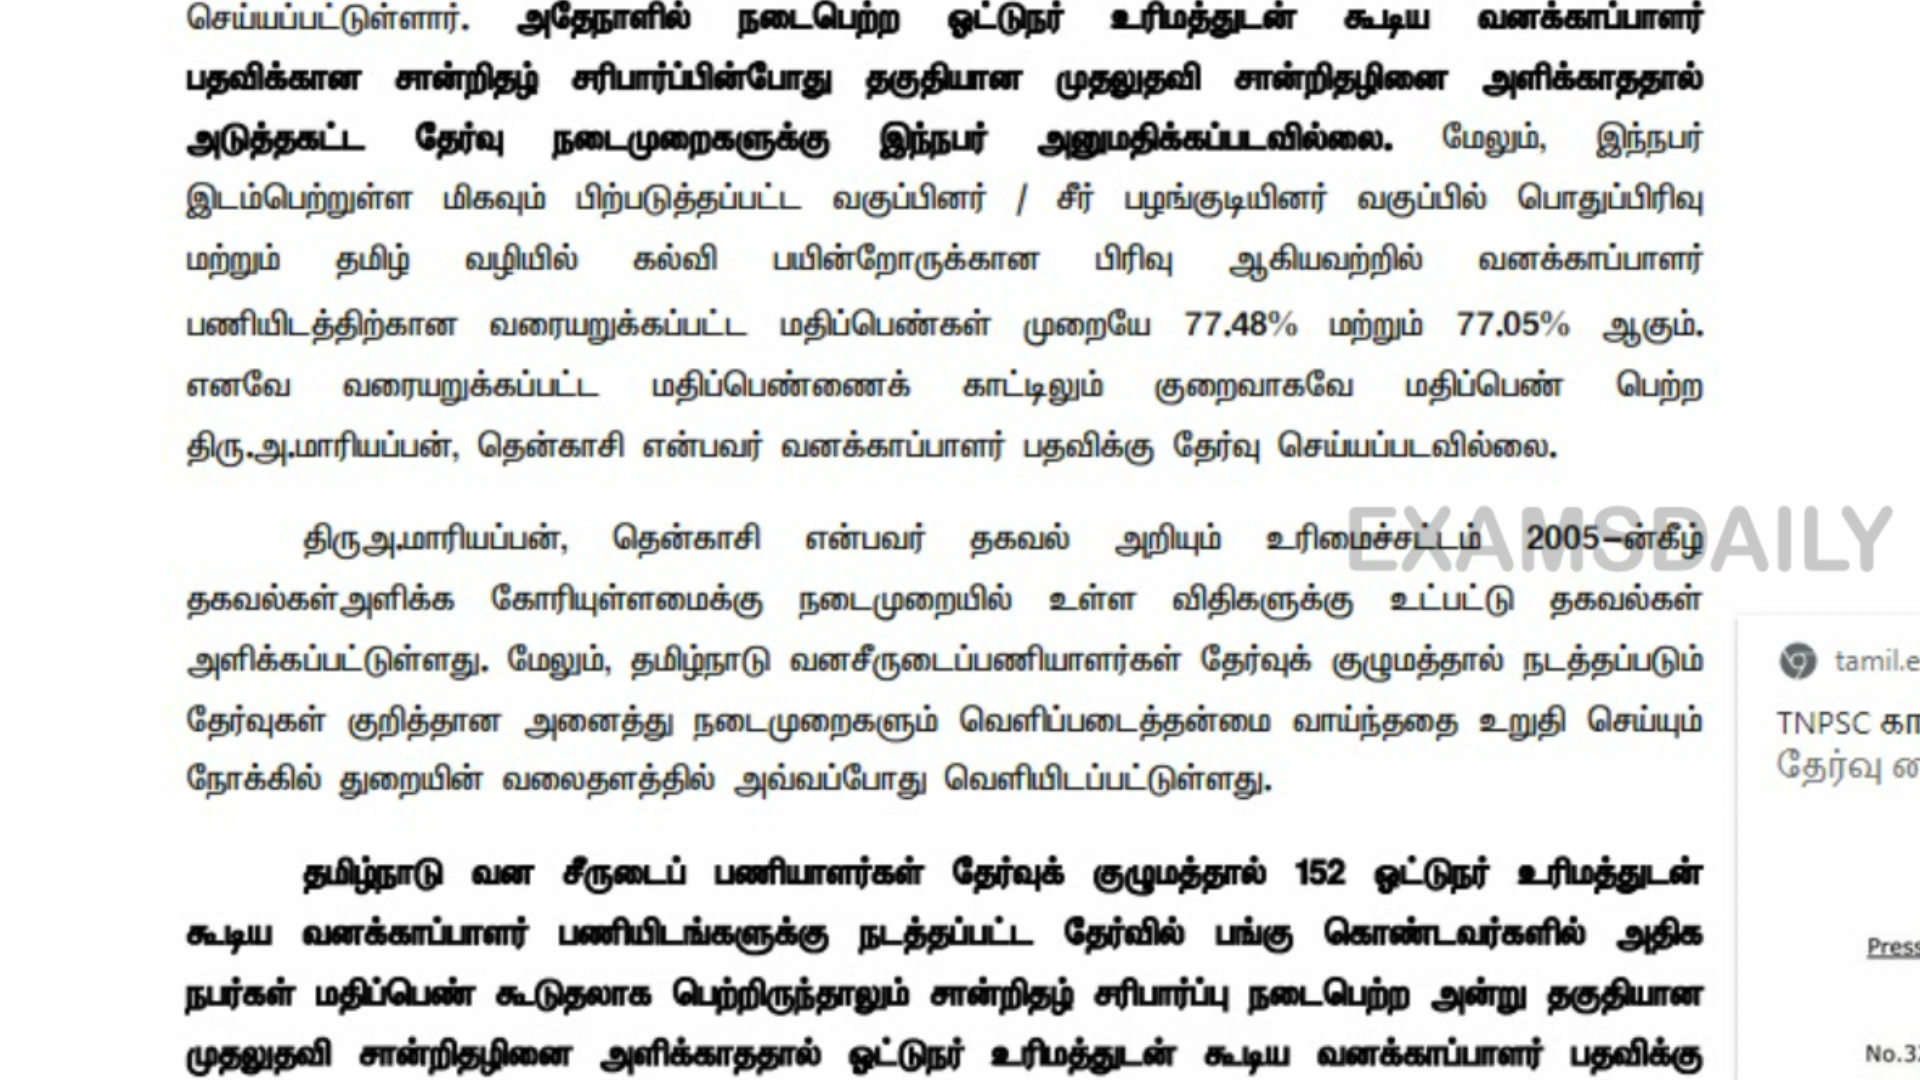 செய்யப்பட்டுள்ளார். அதேநாளில் நடைபெற்ற ஓட்டுநர் உரிமத்துடன் கூடிய வனக்காப்பாளர்
பதவிக்கான சான்றிதழ் சரிபார்ப்பின்போது தகுதியான முதலுதவி சான்றிதழினை அளிக்காததால்
அடுத்தகட்ட தேர்வு நடைமுறைகளுக்கு இந்நபர் அனுமதிக்கப்படவில்லை. மேலும், இந்நபர்
இடம்பெற்றுள்ள மிகவும் பிற்படுத்தப்பட்ட வகுப்பினர் / சீர் பழங்குடியினர் வகுப்பில் பொதுப்பிரிவு
மற்றும் தமிழ் வழியில் கல்வி பயின்றோருக்கான பிரிவு ஆகியவற்றில் வனக்காப்பாளர்
பணியிடத்திற்கான வரையறுக்கப்பட்ட மதிப்பெண்கள் முறையே 77.48% மற்றும் 77.05% ஆகும்.
எனவே வரையறுக்கப்பட்ட மதிப்பெண்ணைக் காட்டிலும் குறைவாகவே மதிப்பெண் பெற்ற
திரு.அ.மாரியப்பன், தென்காசி என்பவர் வனக்காப்பாளர் பதவிக்கு தேர்வு செய்யப்படவில்லை.
திருஅ.மாரியப்பன், தென்காசி என்பவர் தகவல் அறியும் உரிமைச்சட்டம் 2005-ன்கீழ்
EXAMSDAILY
தகவல்கள்அளிக்க கோரியுள்ளமைக்கு நடைமுறையில் உள்ள விதிகளுக்கு உட்பட்டு தகவல்கள்
அளிக்கப்பட்டுள்ளது. மேலும், தமிழ்நாடு வனசீருடைப்பணியாளர்கள் தேர்வுக் குழுமத்தால் நடத்தப்படும்
தேர்வுகள் குறித்தான அனைத்து நடைமுறைகளும் வெளிப்படைத்தன்மை வாய்ந்ததை உறுதி செய்யும்
நோக்கில் துறையின் வலைதளத்தில் அவ்வப்போது வெளியிடப்பட்டுள்ளது.
தமிழ்நாடு வன சீருடைப் பணியாளர்கள் தேர்வுக் குழுமத்தால் 152 ஓட்டுநர் உரிமத்துடன்
கூடிய வனக்காப்பாளர் பணியிடங்களுக்கு நடத்தப்பட்ட தேர்வில் பங்கு கொண்டவர்களில் அதிக
நபர்கள் மதிப்பெண் கூடுதலாக பெற்றிருந்தாலும் சான்றிதழ் சரிபார்ப்பு நடைபெற்ற அன்று தகுதியான
முதலுதவி சான்றிதழினை அளிக்காததால் ஓட்டுநர் உரிமத்துடன் கூடிய வனக்காப்பாளர் பதவிக்கு
tamil.e
TNPSC கா
தேர்வு
Press
No.32